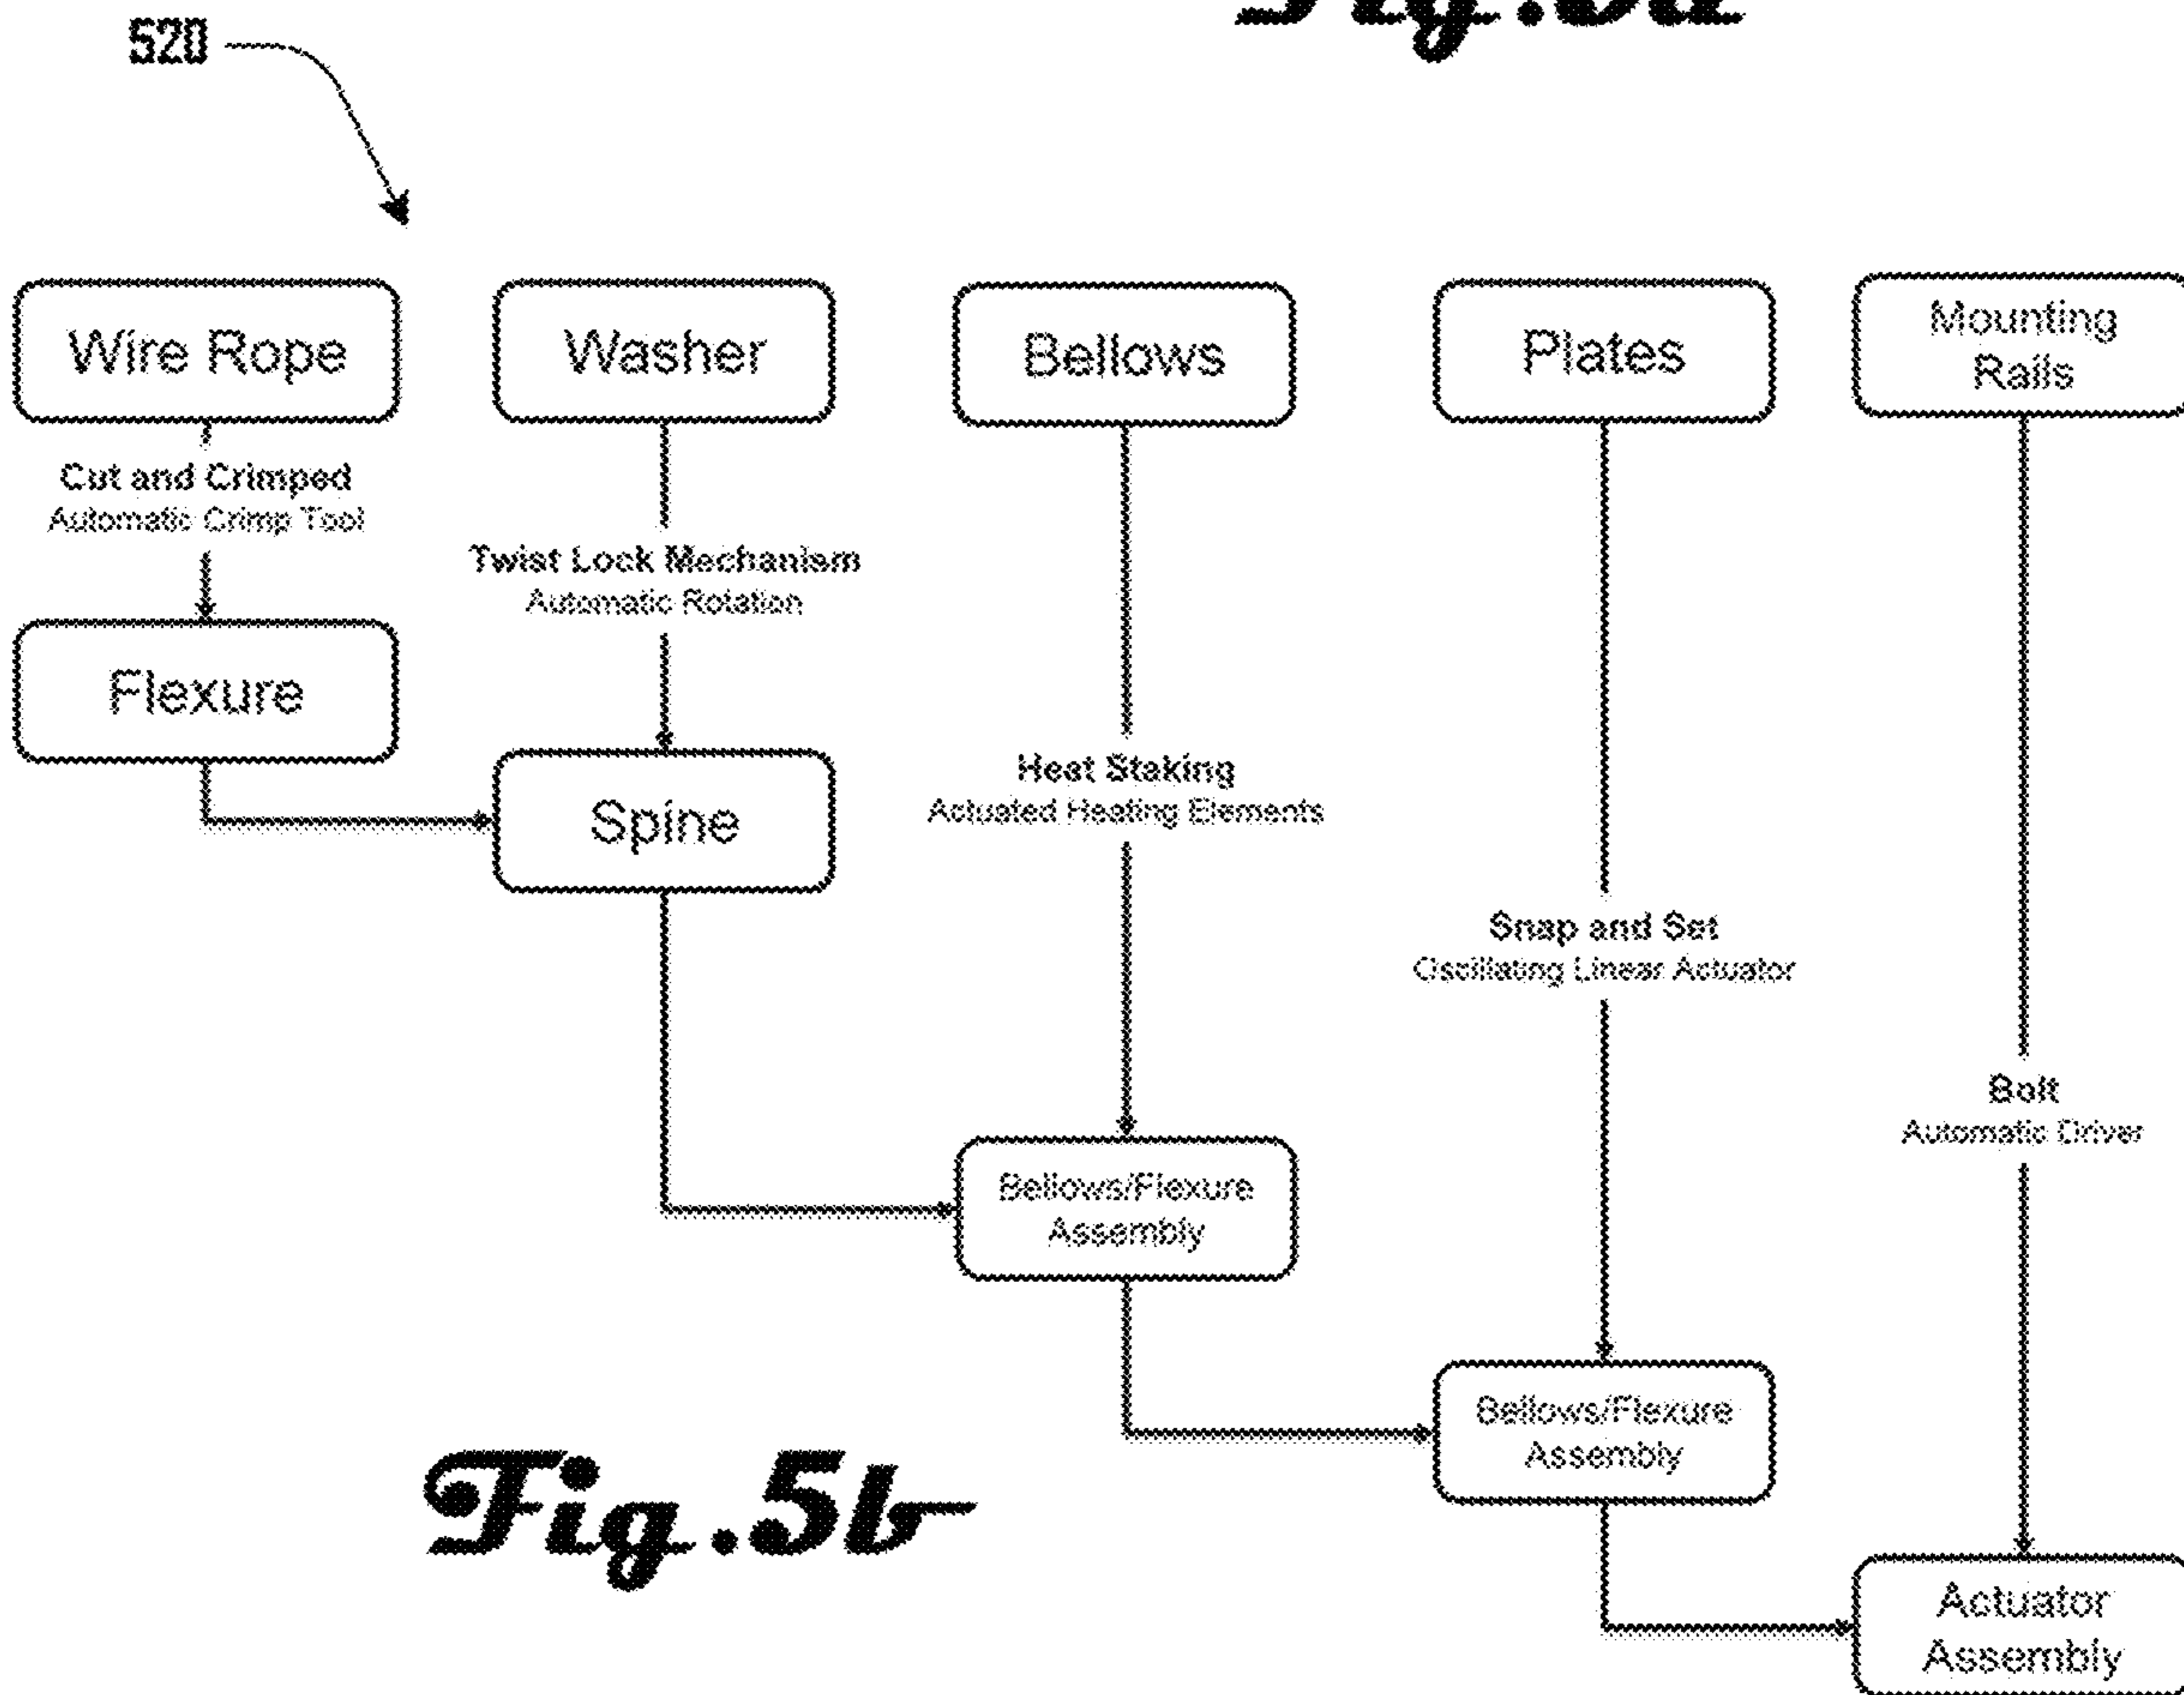 520
Wire Rope
Washer
Bellows
Plates
Mounting
Rails
Cut and Crimped
Automatic Crimp Tool
Twist Lock Mechanism
Automatic Rotation
Flexure
Spine
Heat Staking
Actuated Heating Elements
Snap and Set
Oscillating Linear Actuator
Bolt
Automatic Driver
Bellows/Flexure
Assembly
Bellows/Flexure
Assembly
Actuator
Assembly
Fig.5b